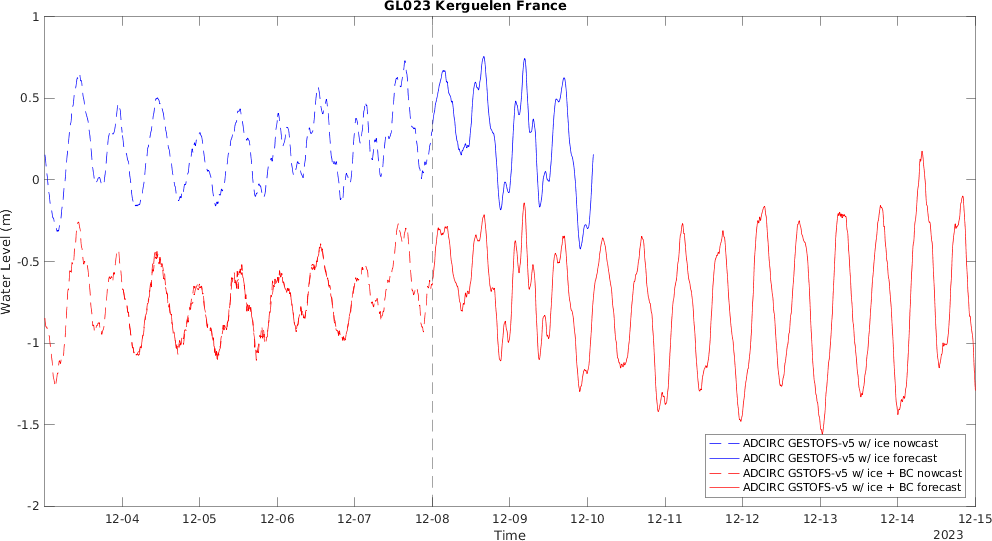 GL023 Kerguelen France
1
0.5
0
-0.5
-1
-1.5
-2
Water Level (m)
ADCIRC GESTOFS-v5 w/ ice nowcast
ADCIRC GESTOFS-v5 w/ ice forecast
ADCIRC GSTOFS-v5 w/ ice + BC nowcast
ADCIRC GSTOFS-v5 w/ ice + BC forecast
12-04 12-05 12-06 12-07 12-08 12-09 12-10 12-11 12-12 12-13 12-14 12-15
Time
2023